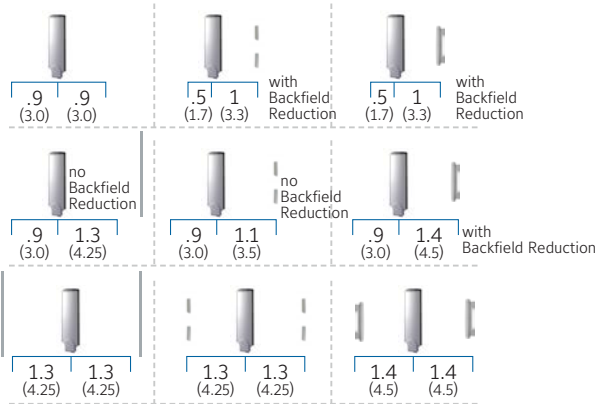 .9 .9
(3.0) (3.0)
.5 1
(1.7) (3.3)
with
Backfield
Reduction
.5 1
(1.7) (3.3)
with
Backfield
Reduction
no
Backfield
Reduction
.9 1.3
(3.0) (4.25)
no
Backfield
Reduction
.9 1.1
(3.0) (3.5)
.9 1.4
(3.0) (4.5)
with
Backfield Reduction
1.3 1.3
(4.25) (4.25)
1.3 1.3
(4.25) (4.25)
1.4 1.4
(4.5) (4.5)